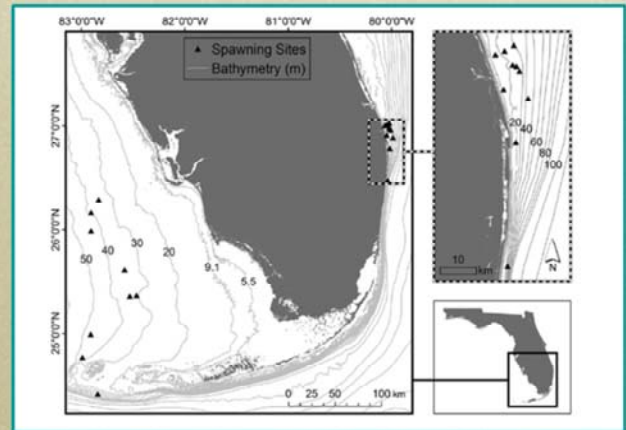 83°0'0"W 82°0'0"W 81°0'0"W 80°0'0"W
▲ Spawning Sites
Bathymetry (m)
27°0'0"N
26°0'0"N
25°0'0"N
50
40
30
20
9.1
5.5
0 25 50 100
km
20
40
60
80
100
10
km
N